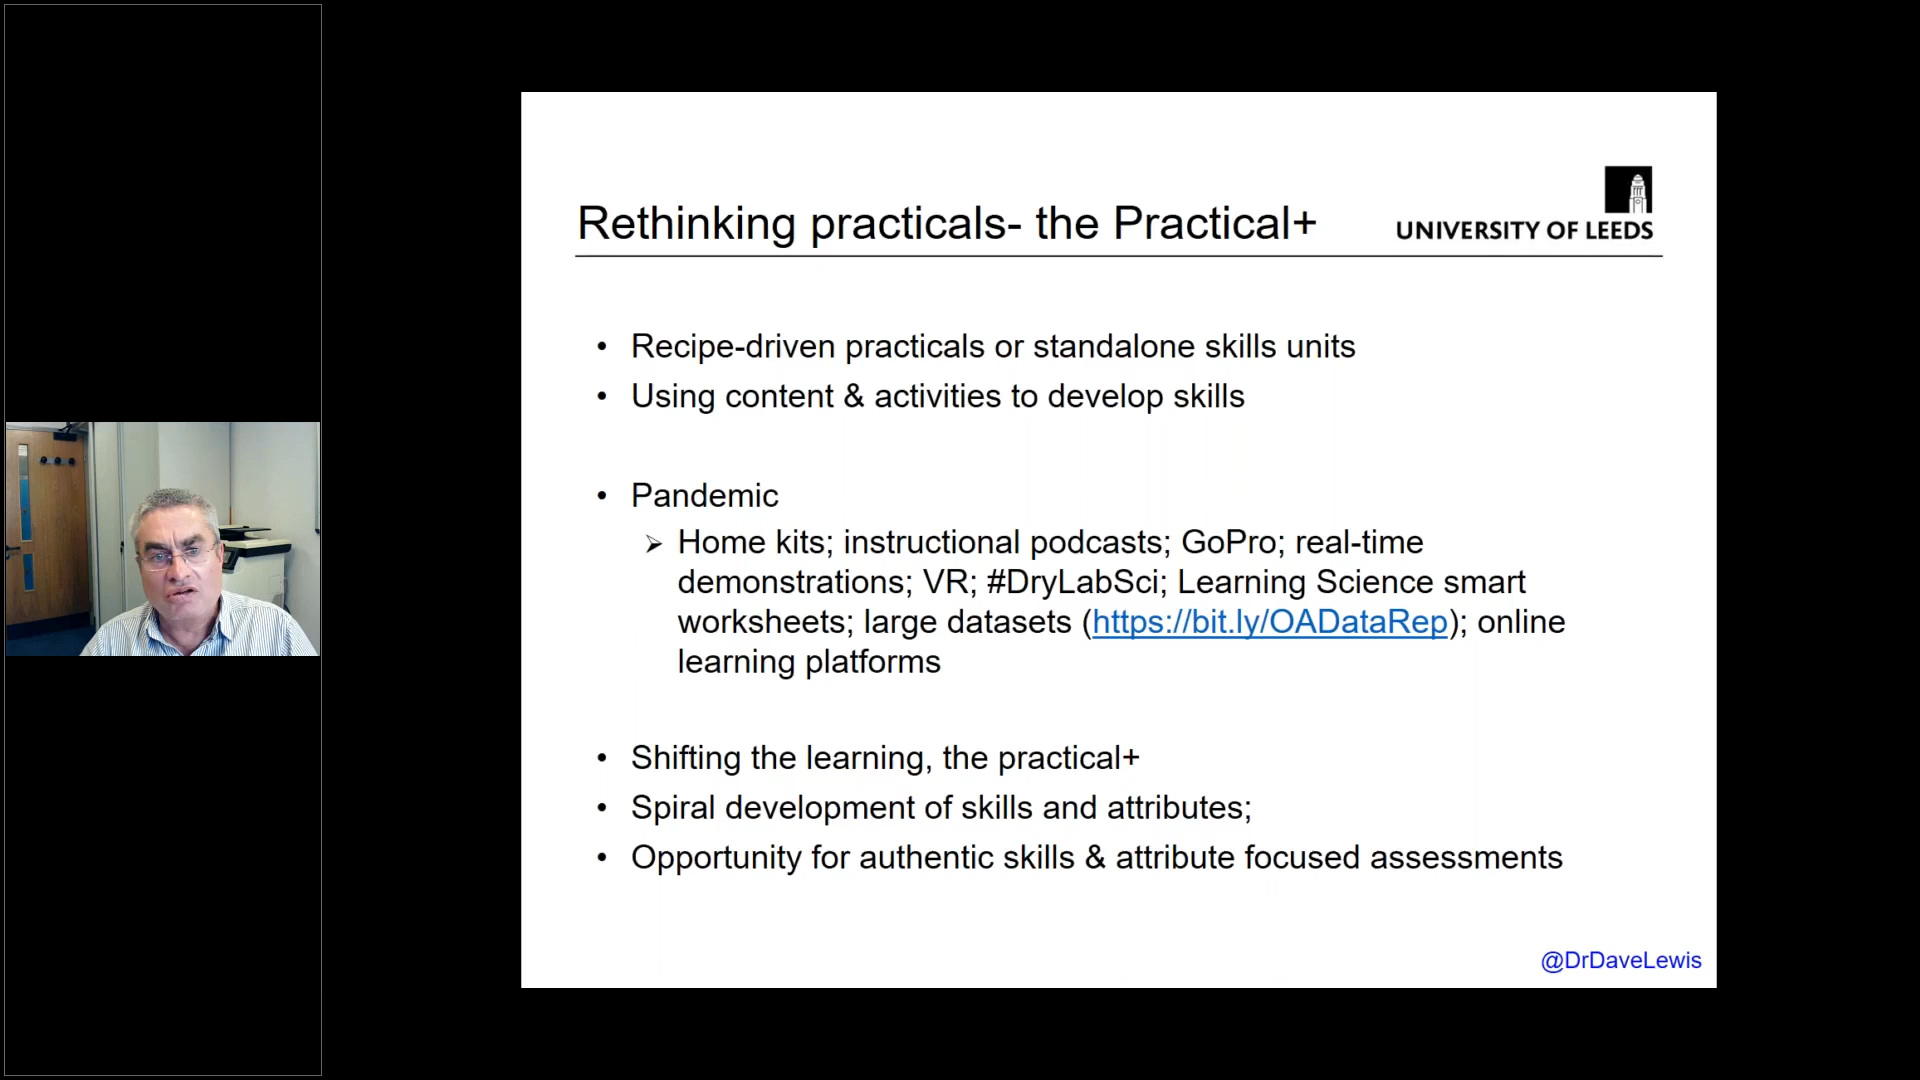 Rethinking practicals- the Practical+
UNIVERSITY OF LEEDS
• Recipe-driven practicals or standalone skills units
• Using content & activities to develop skills
• Pandemic
➢ Home kits; instructional podcasts; GoPro; real-time
demonstrations; VR; #DryLabSci; Learning Science smart
worksheets; large datasets (https://bit.ly/OADataRep); online
learning platforms
• Shifting the learning, the practical+
• Spiral development of skills and attributes;
• Opportunity for authentic skills & attribute focused assessments
@DrDaveLewis